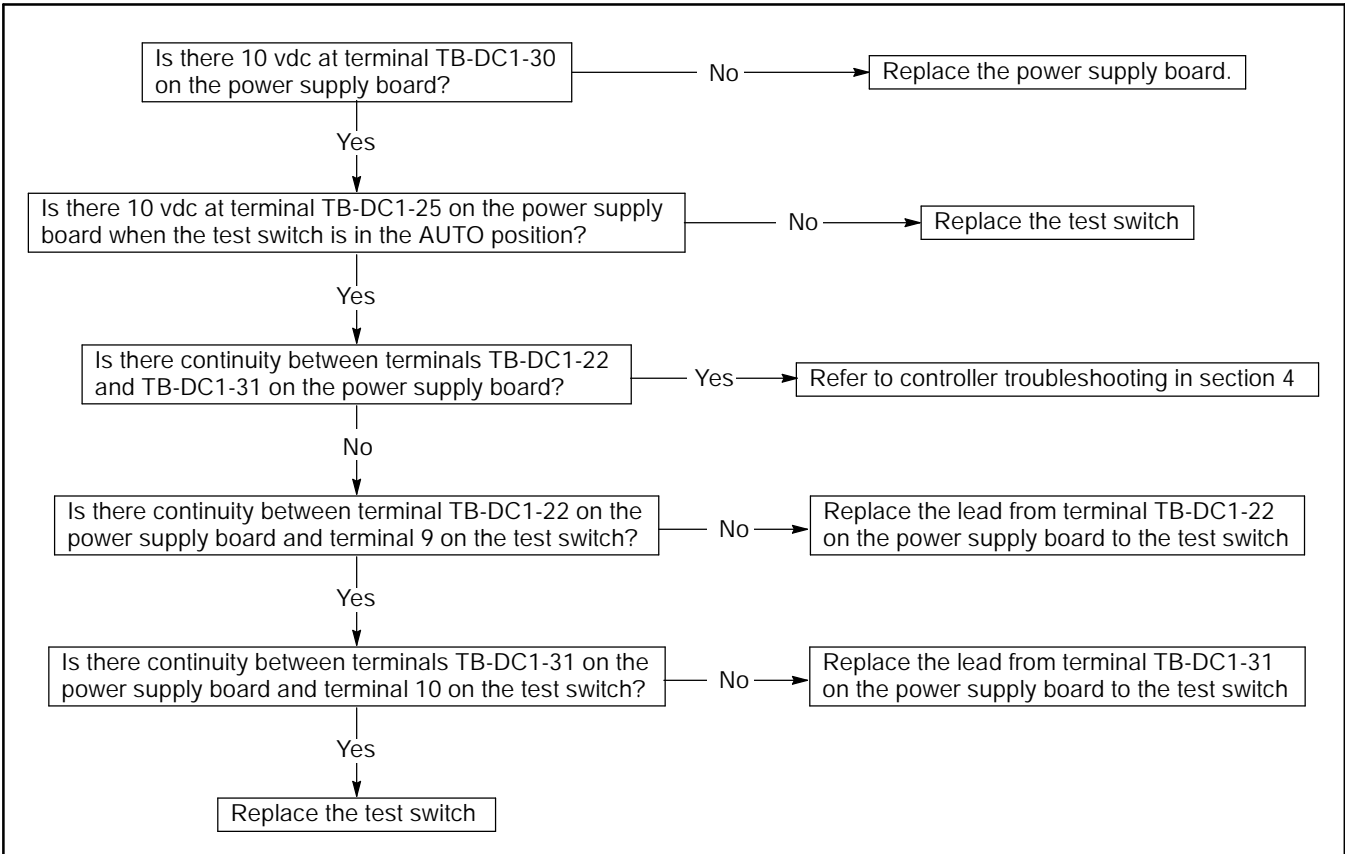 Is there 10 vdc at terminal TB-DC1-30
on the power supply board?
No
Replace the power supply board.
Yes
Is there 10 vdc at terminal TB-DC1-25 on the power supply
board when the test switch is in the AUTO position?
No
Replace the test switch
Yes
Is there continuity between terminals TB-DC1-22
and TB-DC1-31 on the power supply board?
Yes
Refer to controller troubleshooting in section 4
No
Is there continuity between terminal TB-DC1-22 on the
power supply board and terminal 9 on the test switch?
No
Replace the lead from terminal TB-DC1-22
on the power supply board to the test switch
Yes
Is there continuity between terminals TB-DC1-31 on the
power supply board and terminal 10 on the test switch?
No
Replace the lead from terminal TB-DC1-31
on the power supply board to the test switch
Yes
Replace the test switch